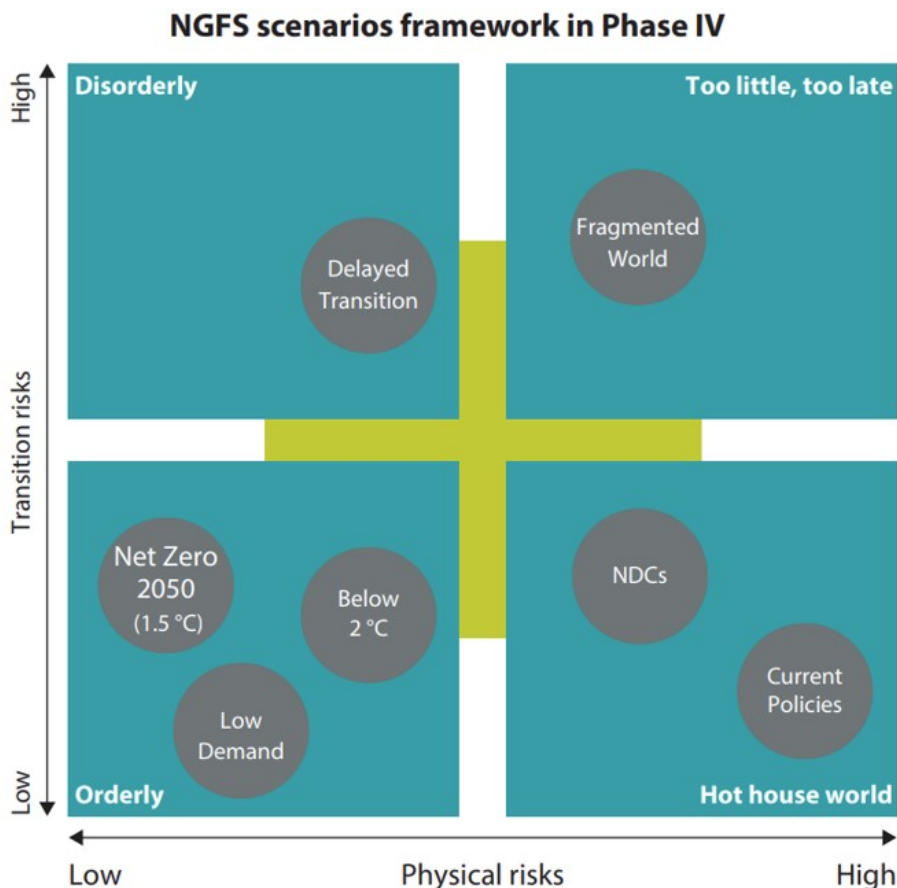 NGFS scenarios framework in Phase IV
High
Disorderly
Too little, too late
Fragmented
World
Delayed
Transition
Transition risks
Net Zero
2050
(1.5 °C)
Below
2 °C
NDCs
Low
Demand
Current
Policies
Low
Orderly
Hot house world
Low
Physical risks
High